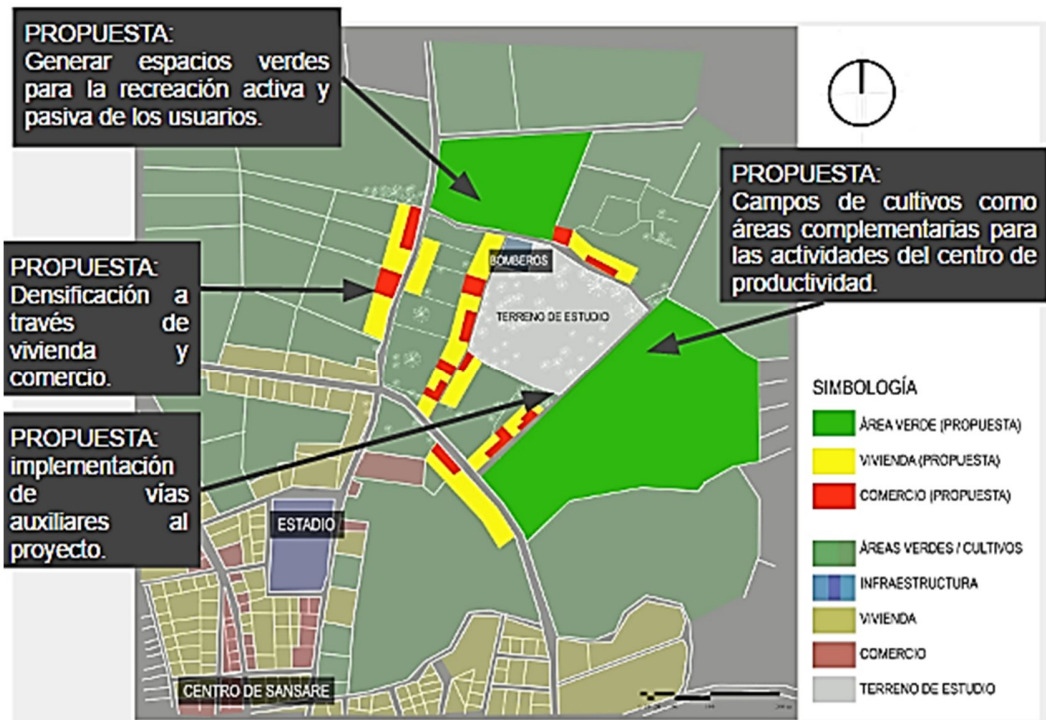 PROPUESTA:
Generar espacios verdes
para la recreación activa y
pasiva de los usuarios.
PROPUESTA:
Campos de cultivos como
áreas complementarias para
las actividades del centro de
productividad.
PROPUESTA:
Densificación a
través de
vivienda y
comercio.
PROPUESTA:
implementación
de vías
auxiliares al
proyecto.
BOMBEROS
TERRENO DE ESTUDIO
ESTADIO
CENTRO DE SANSARE
SIMBOLOGÍA
ÁREA VERDE (PROPUESTA)
VIVIENDA (PROPUESTA)
COMERCIO (PROPUESTA)
ÁREAS VERDES / CULTIVOS
INFRAESTRUCTURA
VIVIENDA
COMERCIO
TERRENO DE ESTUDIO